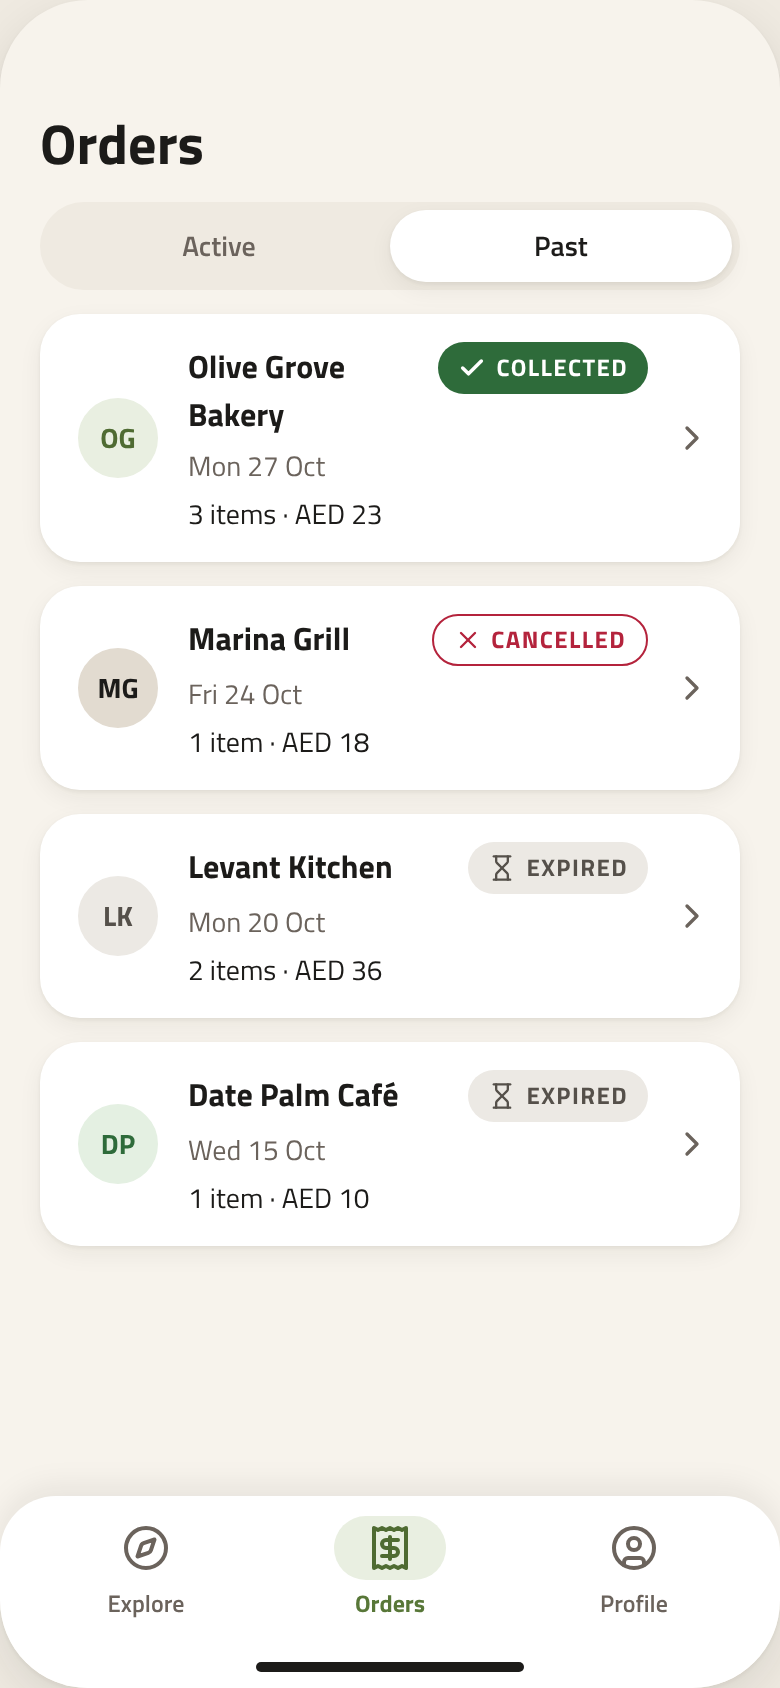 Orders
Active
Past
OG
Olive Grove
Bakery
COLLECTED
Mon 27 Oct
3 items · AED 23
MG
Marina Grill
CANCELLED
Fri 24 Oct
1 item · AED 18
LK
Levant Kitchen
EXPIRED
Mon 20 Oct
2 items · AED 36
DP
Date Palm Café
EXPIRED
Wed 15 Oct
1 item · AED 10
Explore
Orders
Profile